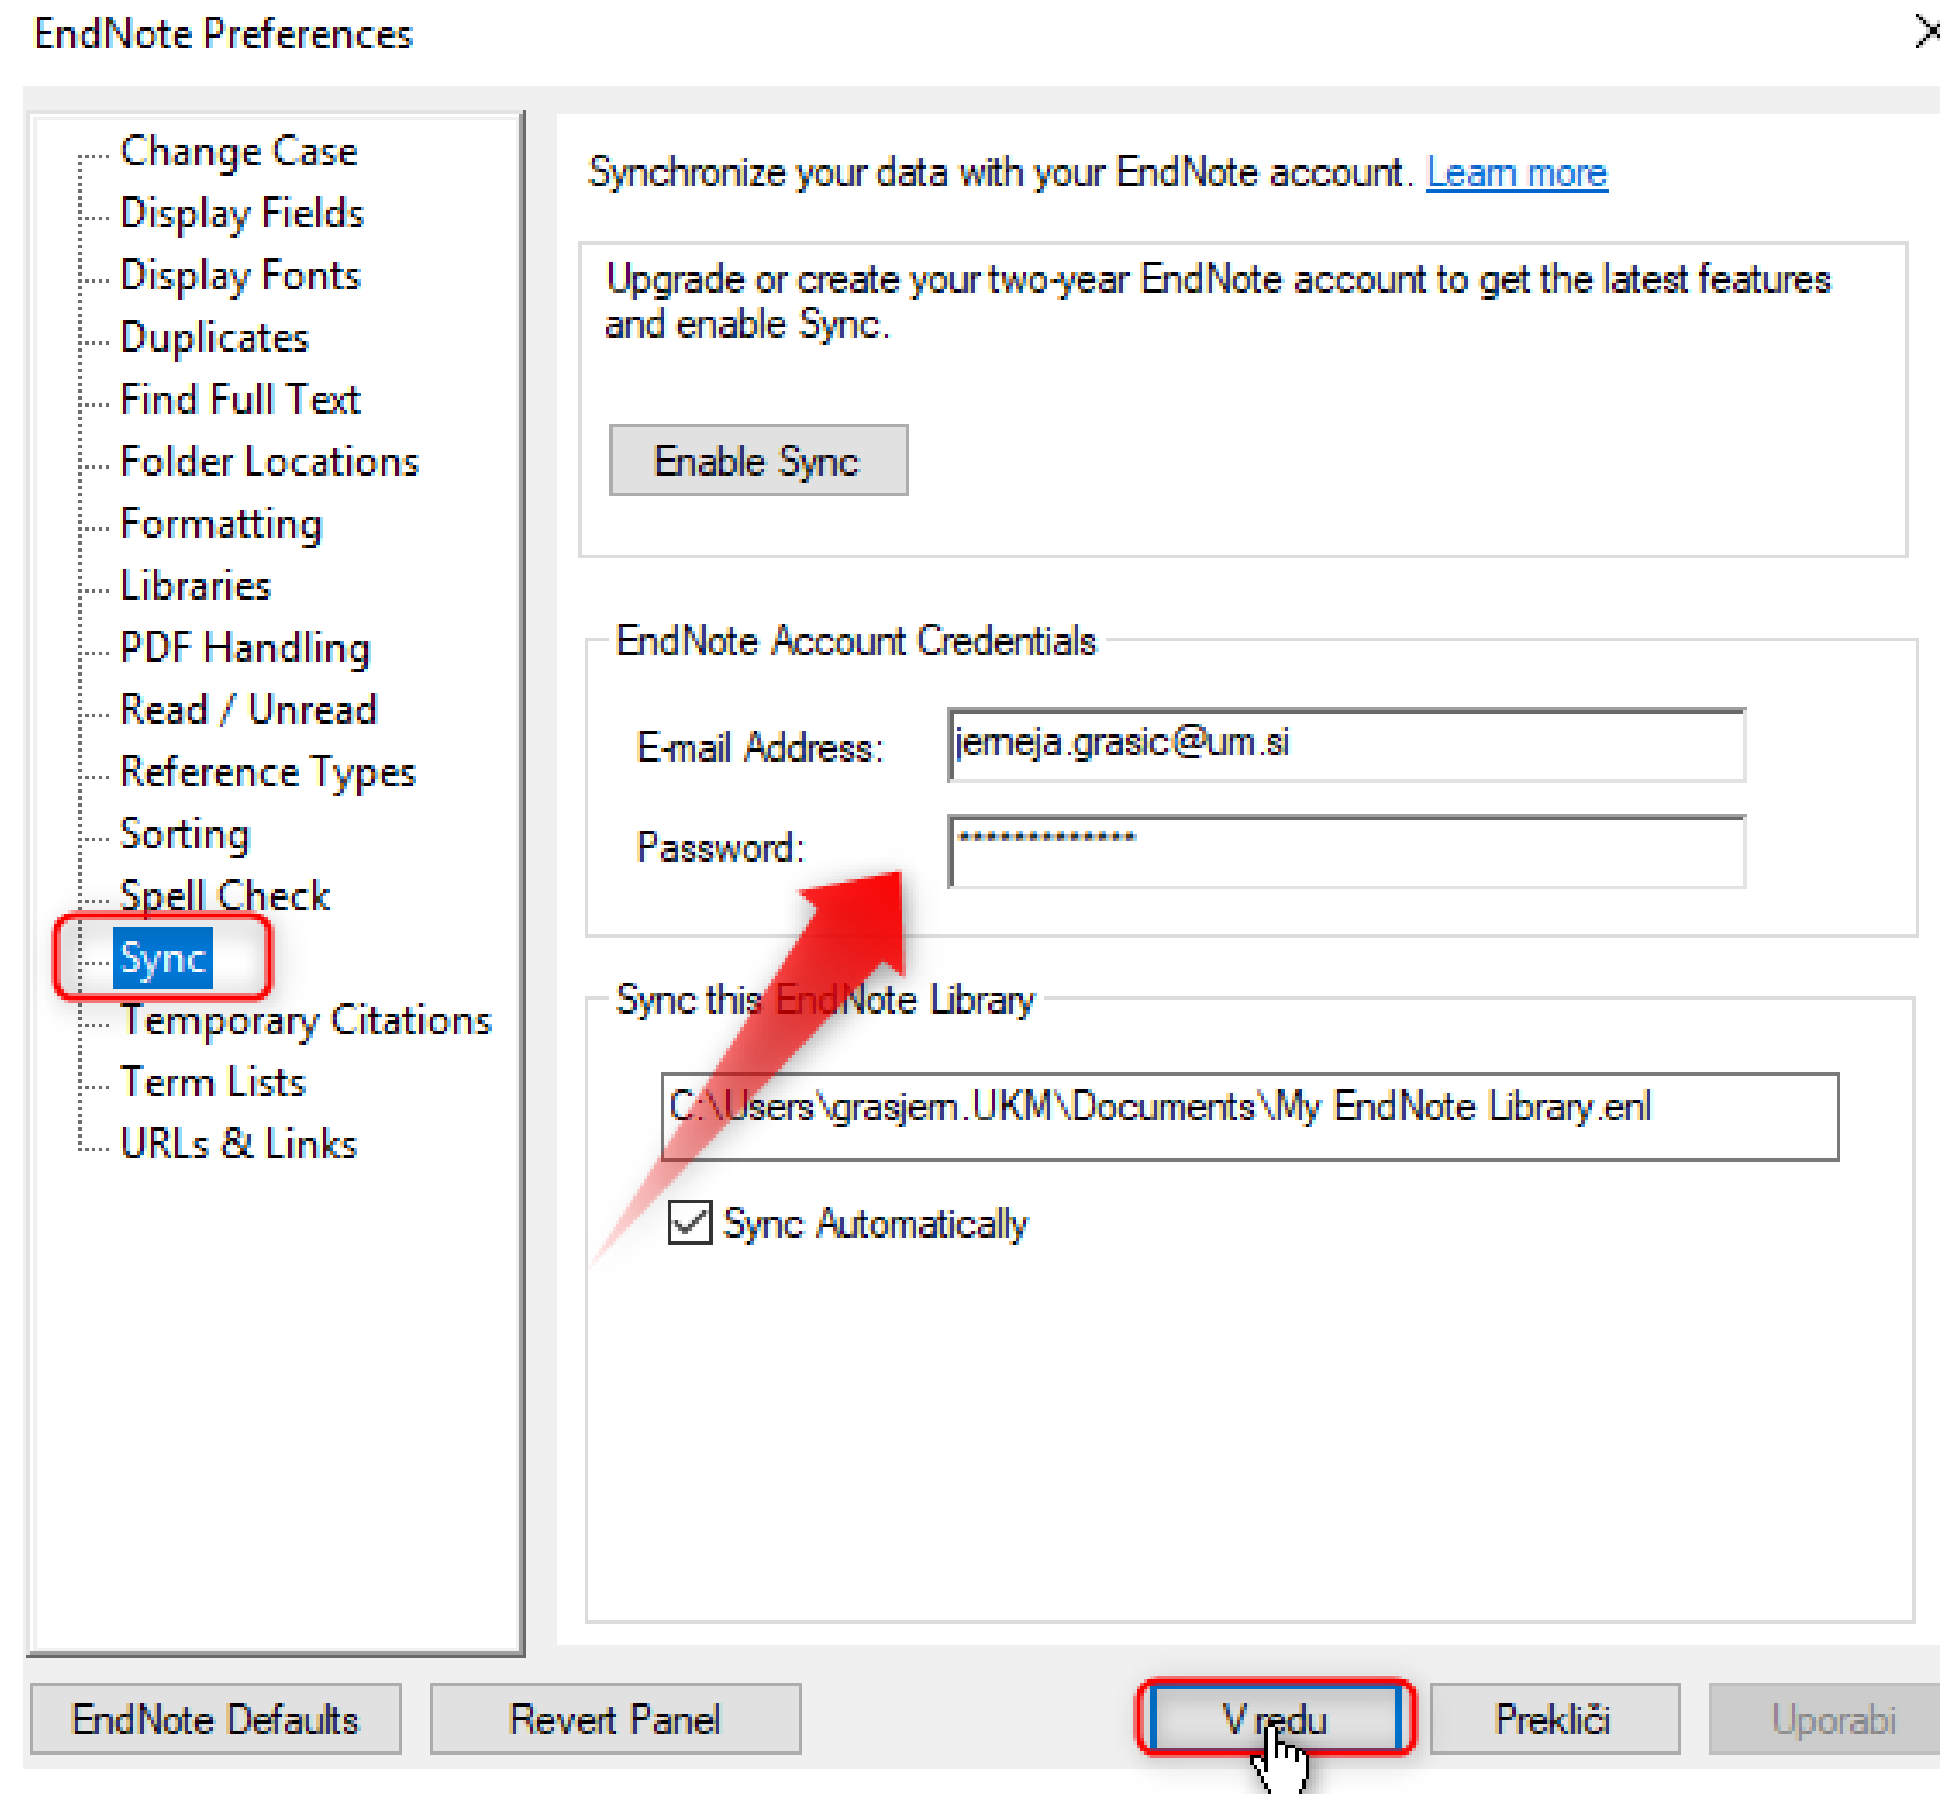 EndNote Preferences
Change Case
Display Fields
Display Fonts
Duplicates
Find Full Text
Folder Locations
Formatting
Libraries
PDF Handling
Read / Unread
Reference Types
Sorting
Spell Check
Sync
Temporary Citations
Term Lists
URLs & Links
Synchronize your data with your EndNote account. Learn more
Upgrade or create your two-year EndNote account to get the latest features
and enable Sync.
Enable Sync
EndNote Account Credentials
E-mail Address: jerneja.grasic@um.si
Password: *************
Sync this EndNote Library
C:\Users\grasjern.UKM\Documents\My EndNote Library.enl
Sync Automatically
EndNote Defaults
Revert Panel
V redu
Prekliči
Uporabi